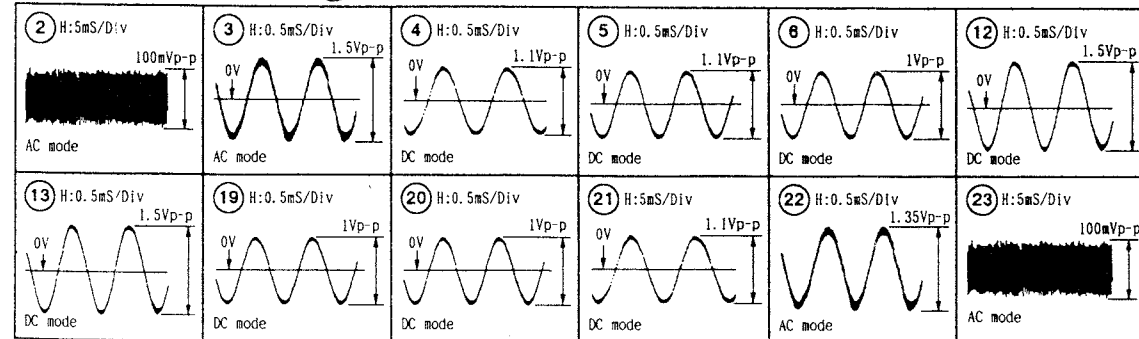 2 H:5mS/Div
100mVp-p
AC mode
3 H:0.5mS/Div
1.5Vp-p
0V
AC mode
4 H:0.5mS/Div
1.1Vp-p
0V
DC mode
5 H:0.5mS/Div
1.1Vp-p
0V
DC mode
6 H:0.5mS/Div
1Vp-p
0V
DC mode
12 H:0.5mS/Div
1.5Vp-p
0V
DC mode
13 H:0.5mS/Div
1.5Vp-p
0V
DC mode
19 H:0.5mS/Div
1Vp-p
0V
DC mode
20 H:0.5mS/Div
1Vp-p
0V
DC mode
21 H:5mS/Div
1.1Vp-p
0V
DC mode
22 H:0.5mS/Div
1.35Vp-p
AC mode
23 H:5mS/Div
100mVp-p
AC mode